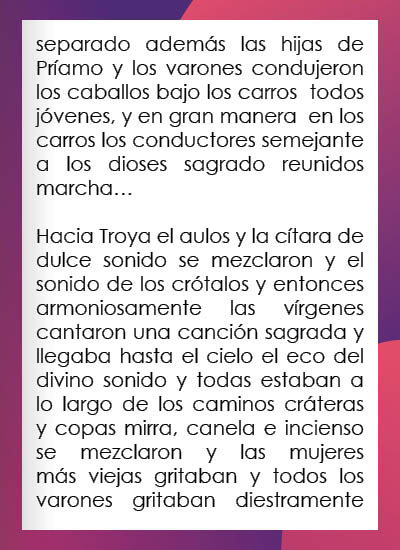 separado además las hijas de
Príamo y los varones condujeron
los caballos bajo los carros todos
jóvenes, y en gran manera en los
carros los conductores semejante
a los dioses sagrado reunidos
marcha…
Hacia Troya el aulos y la cítara de
dulce sonido se mezclaron y el
sonido de los crótalos y entonces
armoniosamente las vírgenes
cantaron una canción sagrada y
llegaba hasta el cielo el eco del
divino sonido y todas estaban a
lo largo de los caminos cráteras
y copas mirra, canela e incienso
se mezclaron y las mujeres
más viejas gritaban y todos los
varones gritaban diestramente